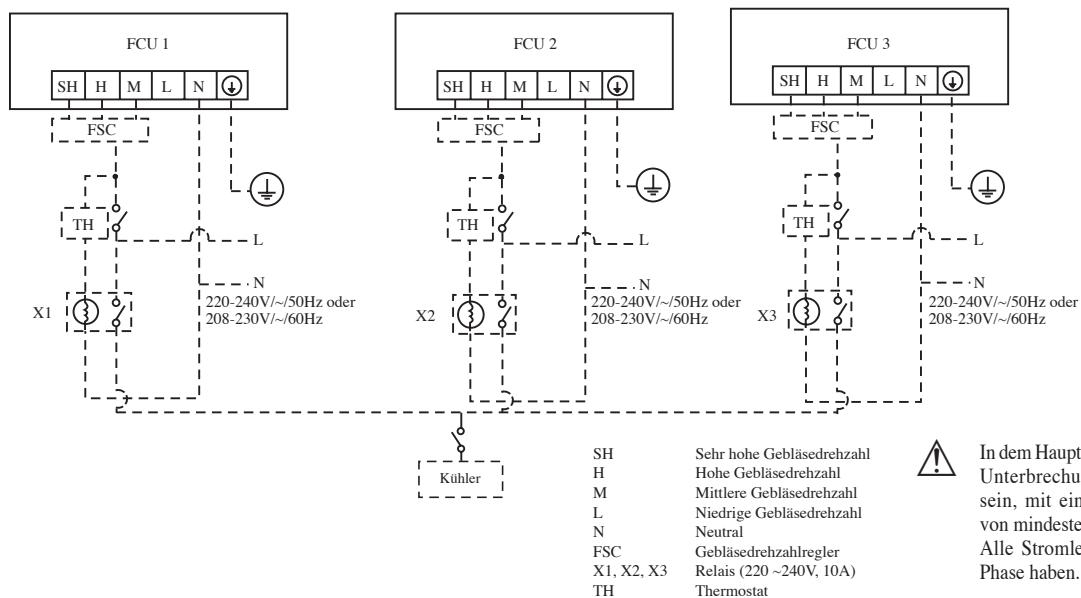 FCU 1
SH H M L N
FSC
TH
L
N
220-240V/~/50Hz oder
208-230V/~/60Hz
X1
FCU 2
SH H M L N
FSC
TH
L
N
220-240V/~/50Hz oder
208-230V/~/60Hz
X2
FCU 3
SH H M L N
FSC
TH
L
N
220-240V/~/50Hz oder
208-230V/~/60Hz
X3
Kühler
SH Sehr hohe Gebläsedrehzahl
H Hohe Gebläsedrehzahl
M Mittlere Gebläsedrehzahl
L Niedrige Gebläsedrehzahl
N Neutral
FSC Gebläsedrehzahlregler
X1, X2, X3 Relais (220 ~240V, 10A)
TH Thermostat
In dem Haupt
Unterbrechu
sein, mit ein
von mindeste
Alle Stromle
Phase haben.